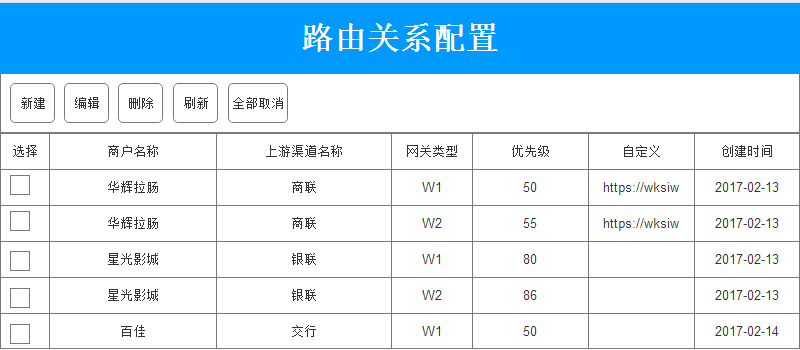 路由关系配置
新建 编辑 删除 刷新 全部取消
选择 商户名称 上游渠道名称 网关类型 优先级 自定义 创建时间
华辉拉肠 商联 W1 50 https://wksiw 2017-02-13
华辉拉肠 商联 W2 55 https://wksiw 2017-02-13
星光影城 银联 W1 80 2017-02-13
星光影城 银联 W2 86 2017-02-13
百佳 交行 W1 50 2017-02-14